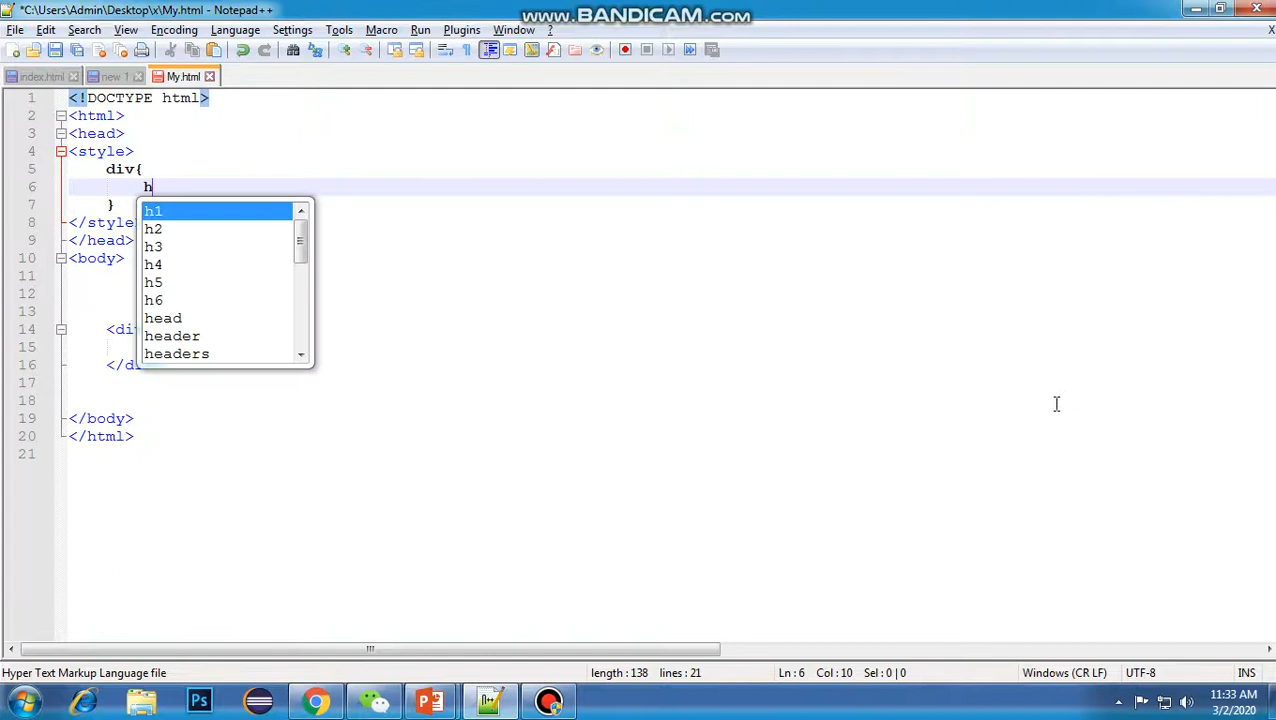 *C:\Users\Admin\Desktop\x\My.html - Notepad++
www.BANDICAM.com
File Edit Search View Encoding Language Settings Tools Macro Run Plugins Window ?
X
index.html new 1 My.html
1 <!DOCTYPE html>
2 <html>
3 <head>
4 <style>
5 div{
6 h
7 }
8 </style
9 </head>
10 <body>
11
12
13
14 <div
15
16 </di
17
18
19 </body>
20 </html>
21
h1
h2
h3
h4
h5
h6
head
header
headers
Hyper Text Markup Language file length : 138 lines : 21 Ln : 6 Col : 10 Sel : 0 | 0 Windows (CR LF) UTF-8 INS
Ps
11:33 AM
3/2/2020